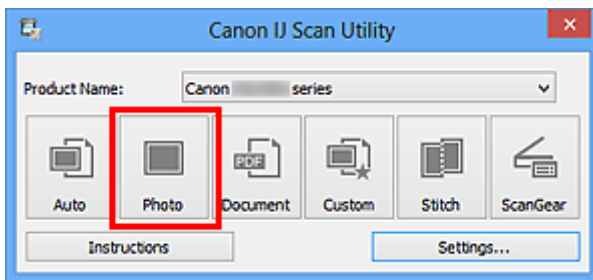 Canon IJ Scan Utility
Product Name: Canon series
PDF
Auto Photo Document Custom Stitch ScanGear
Instructions Settings...